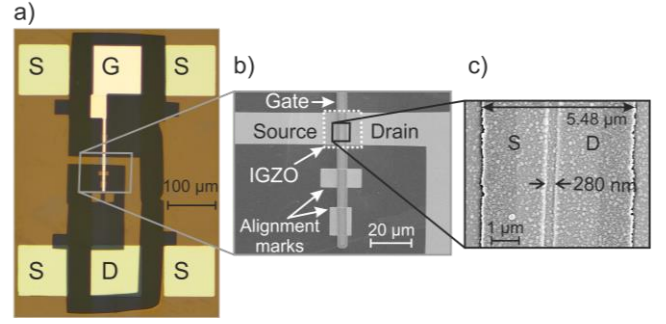 a)
S G S
100 µm
S D S
b)
Gate
Source Drain
IGZO
Alignment
marks
20 µm
c)
5.48 µm
S D
280 nm
1 µm